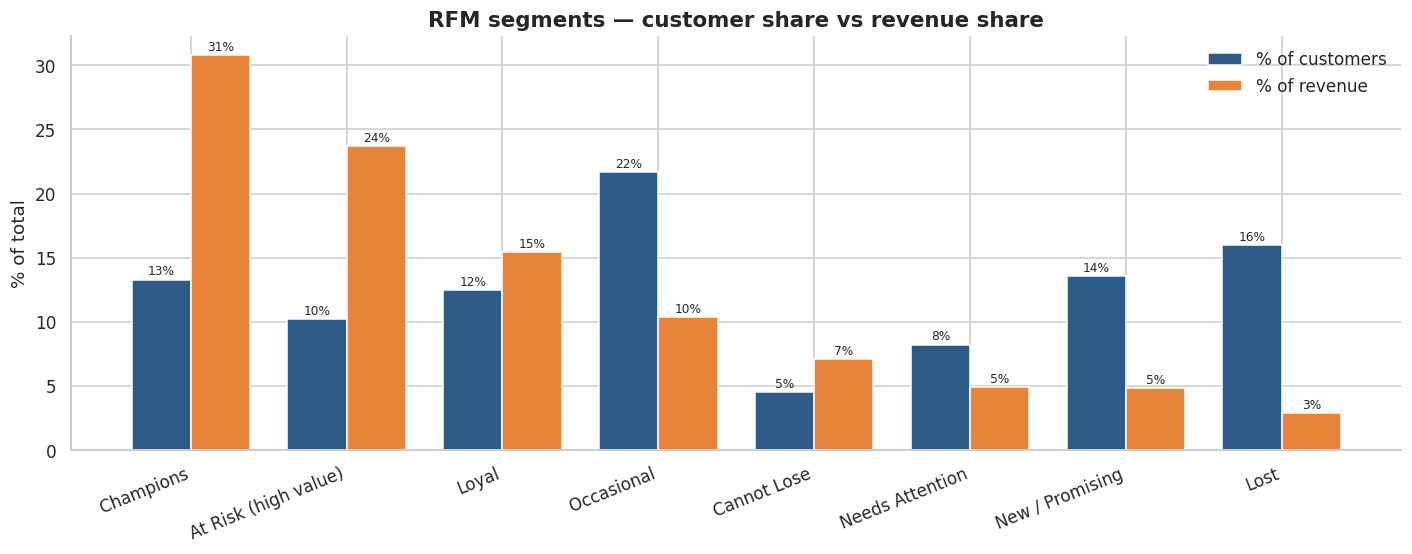 RFM segments — customer share vs revenue share
% of customers
% of revenue
% of total
30
25
20
15
10
5
0
13%
31%
10%
24%
12%
15%
22%
10%
5%
7%
8%
5%
14%
5%
16%
3%
Champions
At Risk (high value)
Loyal
Occasional
Cannot Lose
Needs Attention
New / Promising
Lost